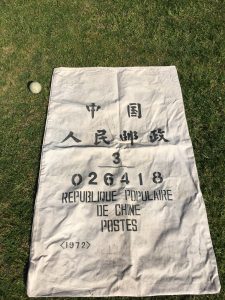 中国
人民邮政
3
026418
REPUBLIQUE POPULAIRE
DE CHINE
POSTES
<1972>